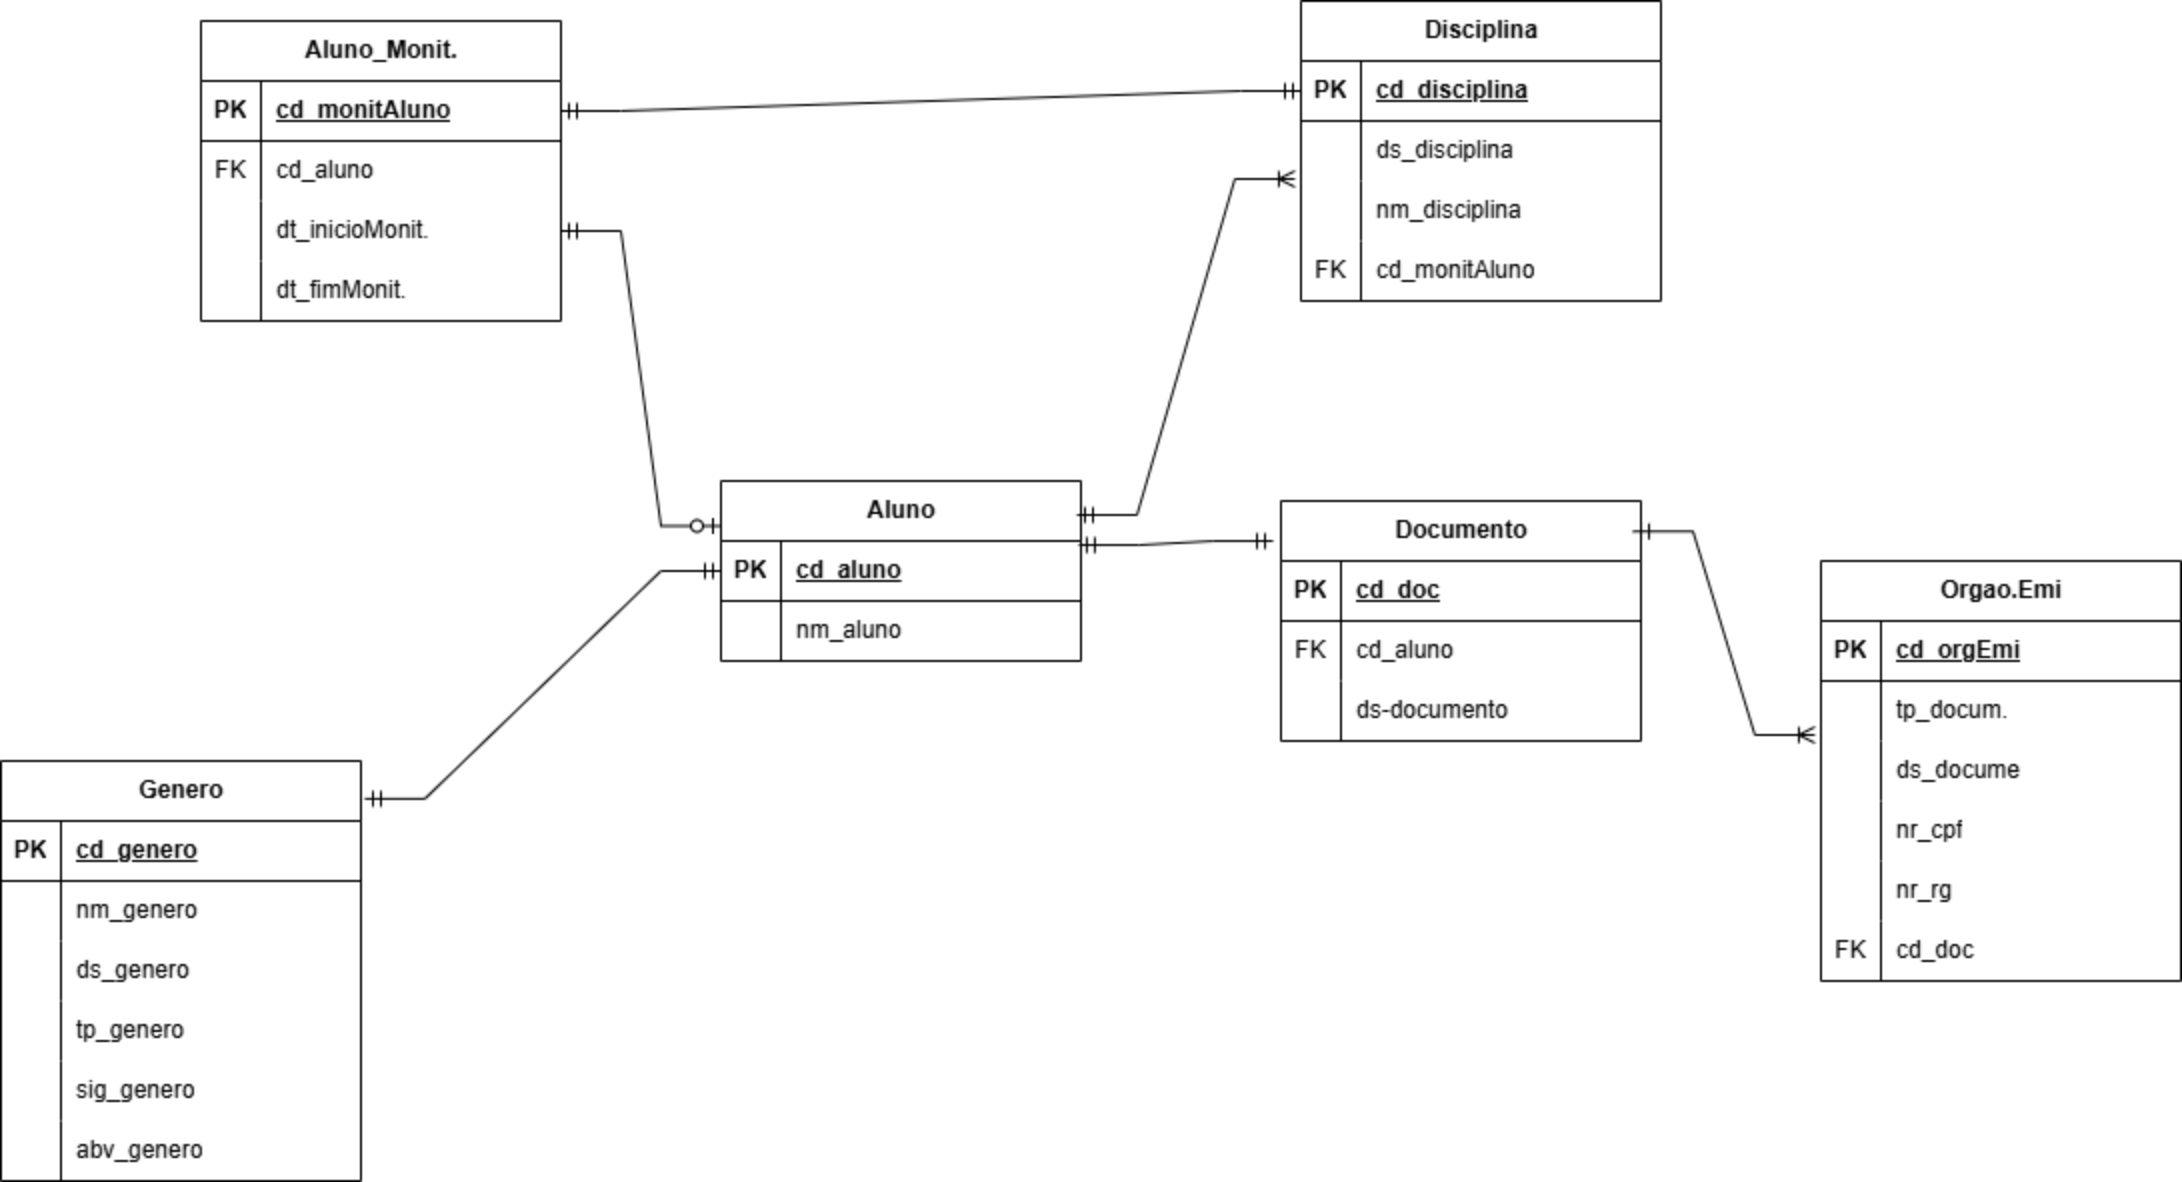 Aluno_Monit.
PK cd_monitAluno
FK cd_aluno
dt_inicioMonit.
dt_fimMonit.
Disciplina
PK cd_disciplina
ds_disciplina
nm_disciplina
FK cd_monitAluno
Aluno
PK cd_aluno
nm_aluno
Documento
PK cd_doc
FK cd_aluno
ds-documento
Orgao.Emi
PK cd_orgEmi
tp_docum.
ds_docume
nr_cpf
nr_rg
FK cd_doc
Genero
PK cd_genero
nm_genero
ds_genero
tp_genero
sig_genero
abv_genero